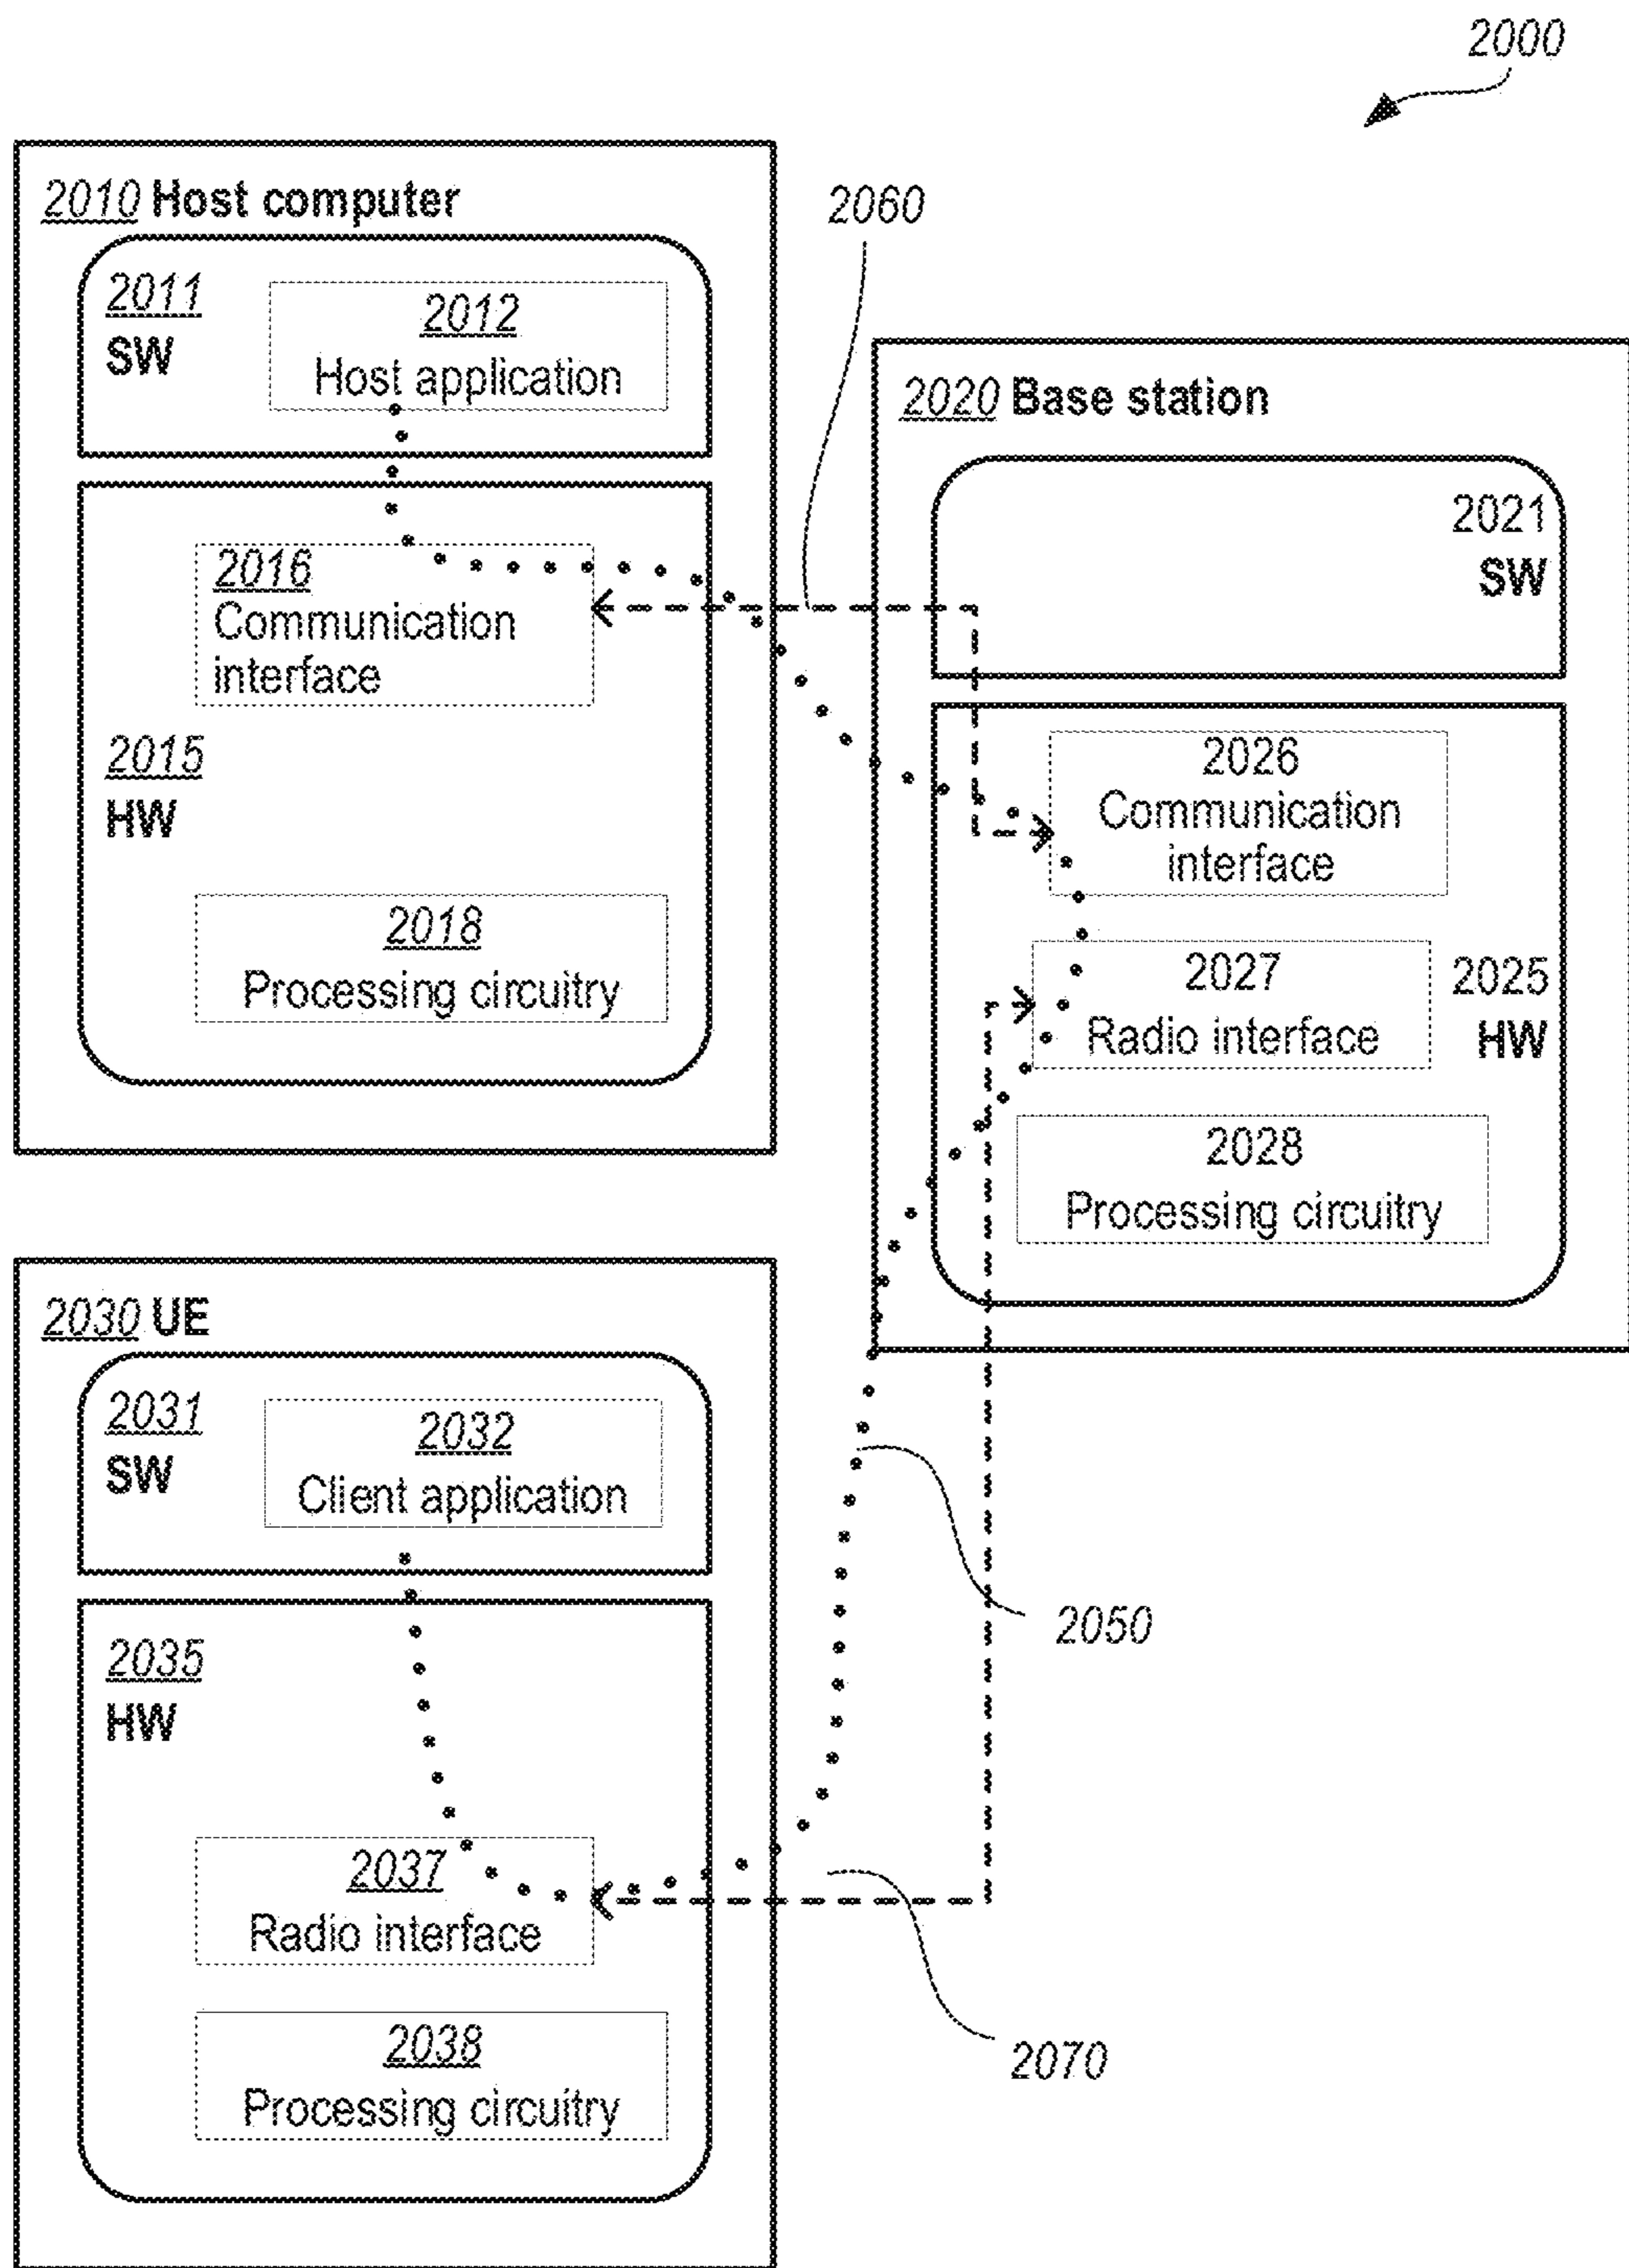 2000
2010 Host computer
2011
SW
2012
Host application
2060
2016
Communication
interface
2015
HW
2018
Processing circuitry
2020 Base station
2021
SW
2026
Communication
interface
2027
Radio interface
2025
HW
2028
Processing circuitry
2030 UE
2031
SW
2032
Client application
2050
2035
HW
2037
Radio interface
2070
2038
Processing circuitry